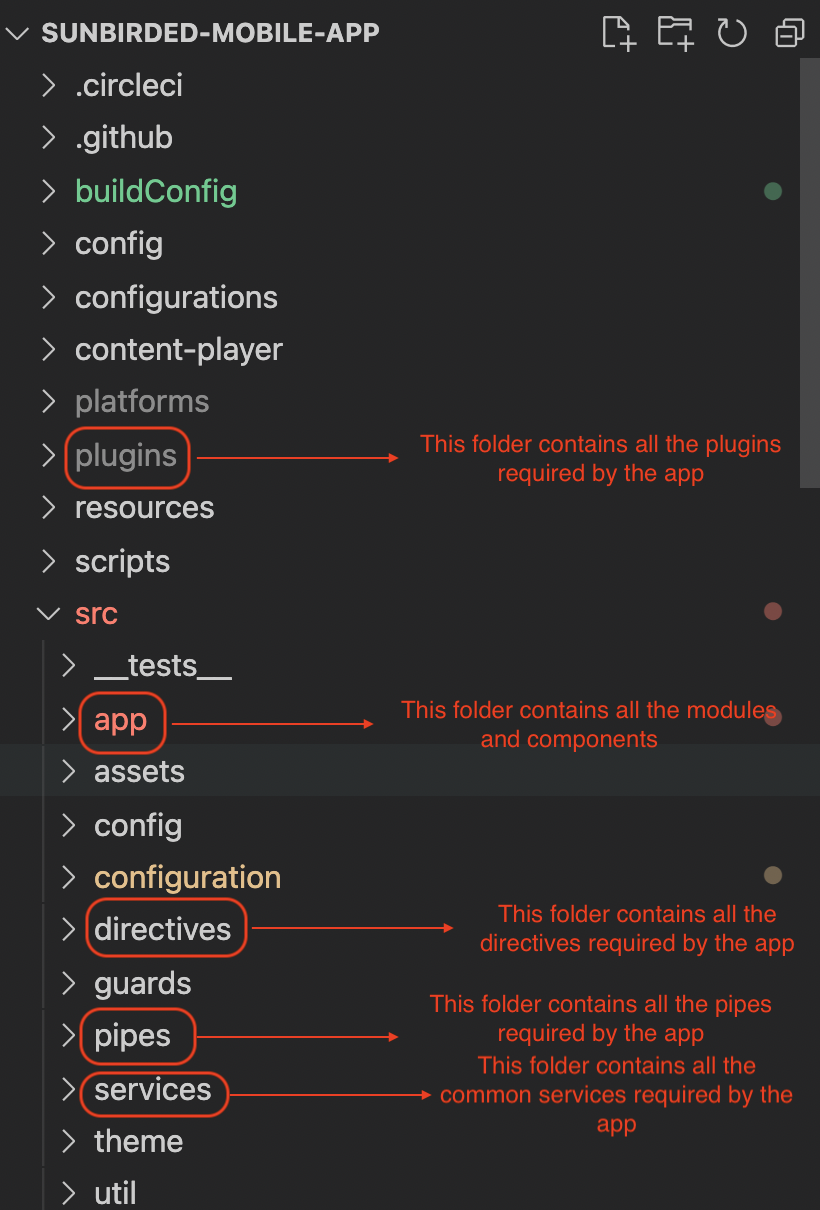 SUNBIRDED-MOBILE-APP
.circleci
.github
buildConfig
config
configurations
content-player
platforms
plugins
This folder contains all the plugins
required by the app
resources
scripts
src
__tests__
app
This folder contains all the modules
and components
assets
config
configuration
directives
This folder contains all the
directives required by the app
guards
pipes
This folder contains all the pipes
required by the app
services
This folder contains all the
common services required by the
app
theme
util